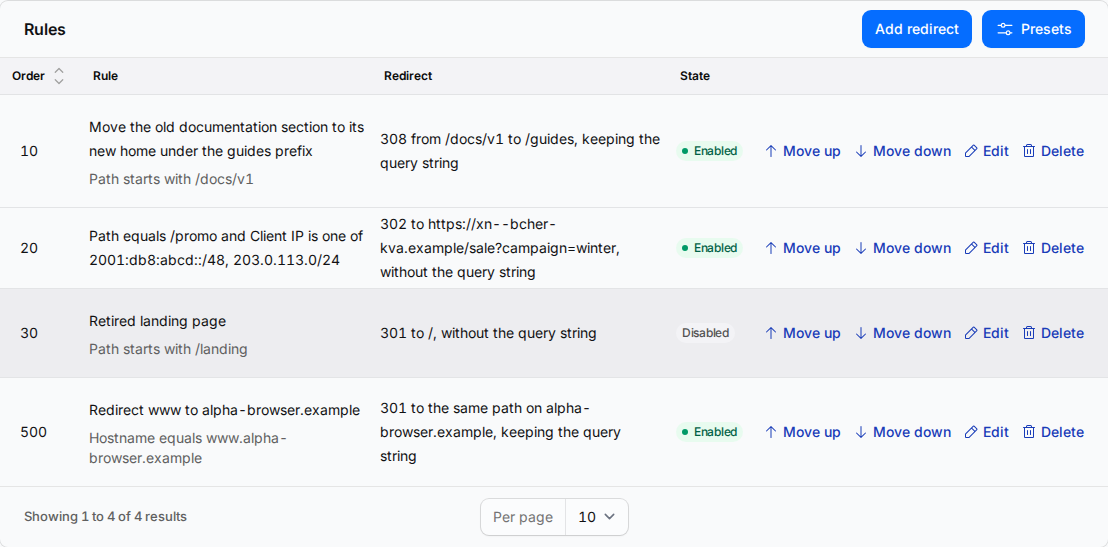 Rules
Add redirect
Presets
Order
Rule
Redirect
State
10
Move the old documentation section to its
new home under the guides prefix
Path starts with /docs/v1
308 from /docs/v1 to /guides, keeping the
query string
Enabled
Move up
Move down
Edit
Delete
20
Path equals /promo and Client IP is one of
2001:db8:abcd::/48, 203.0.113.0/24
302 to https://xn--bcher-
kva.example/sale?campaign=winter,
without the query string
Enabled
Move up
Move down
Edit
Delete
30
Retired landing page
Path starts with /landing
301 to /, without the query string
Disabled
Move up
Move down
Edit
Delete
500
Redirect www to alpha-browser.example
Hostname equals www.alpha-
browser.example
301 to the same path on alpha-
browser.example, keeping the query
string
Enabled
Move up
Move down
Edit
Delete
Showing 1 to 4 of 4 results
Per page
10